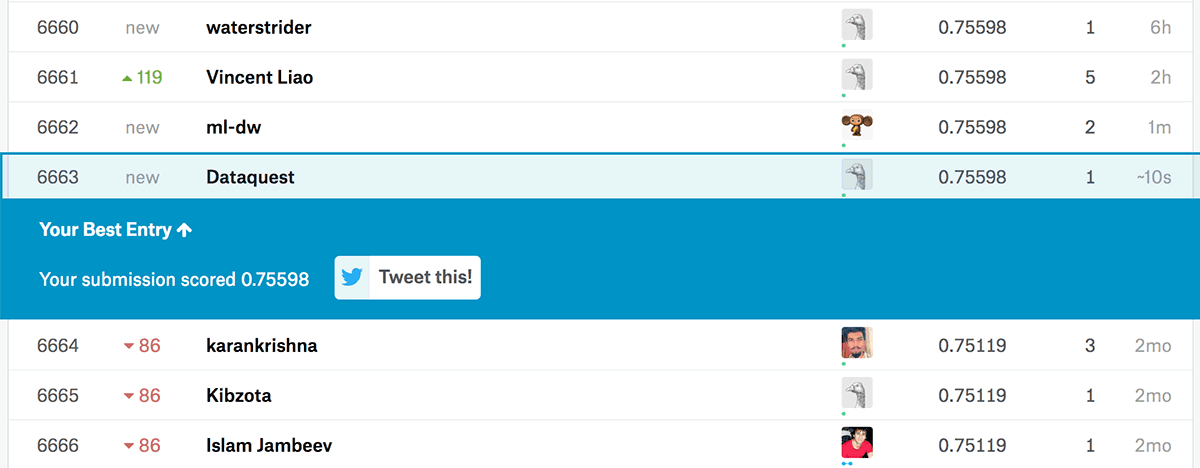 6660 new waterstrider 0.75598 1 6h
6661 119 Vincent Liao 0.75598 5 2h
6662 new ml-dw 0.75598 2 1m
6663 new Dataquest 0.75598 1 ~10s
Your Best Entry ↑
Your submission scored 0.75598 Tweet this!
6664 86 karankrishna 0.75119 3 2mo
6665 86 Kibzota 0.75119 1 2mo
6666 86 Islam Jambeev 0.75119 1 2mo